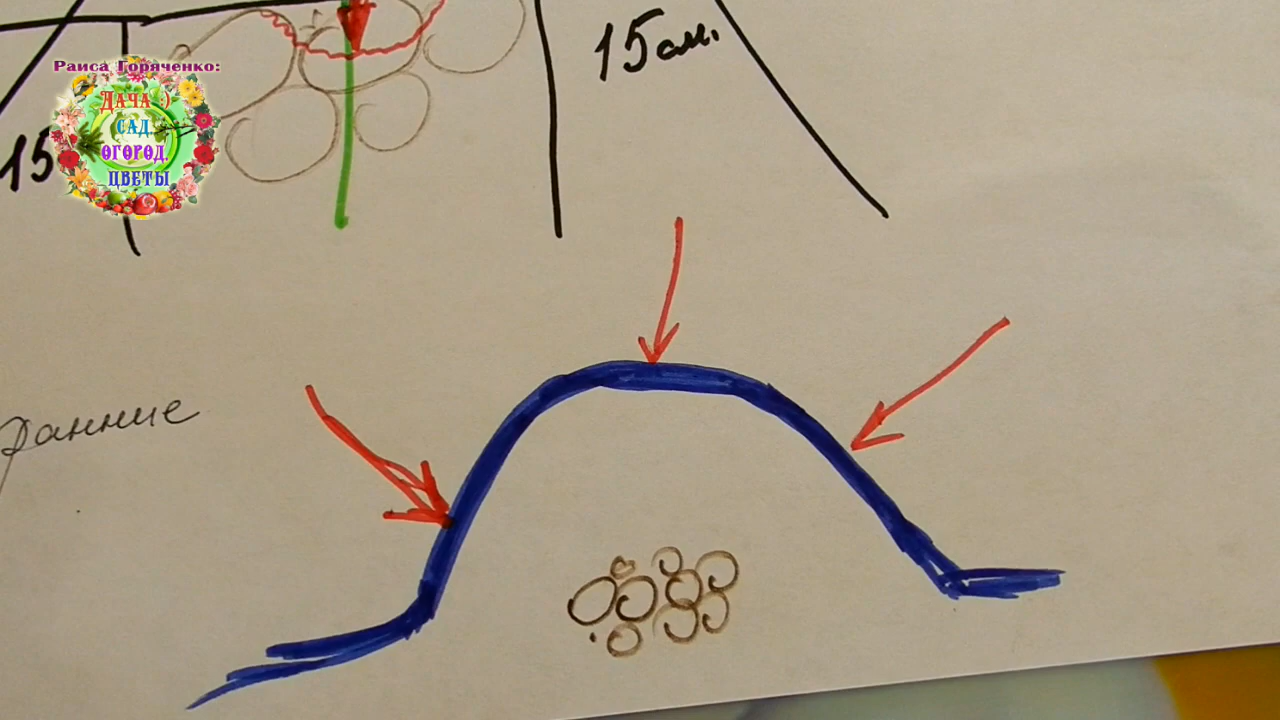 15 см.
Раиса Горяченко:
Дача :)
сад,
огород,
цветы
15
Ранние